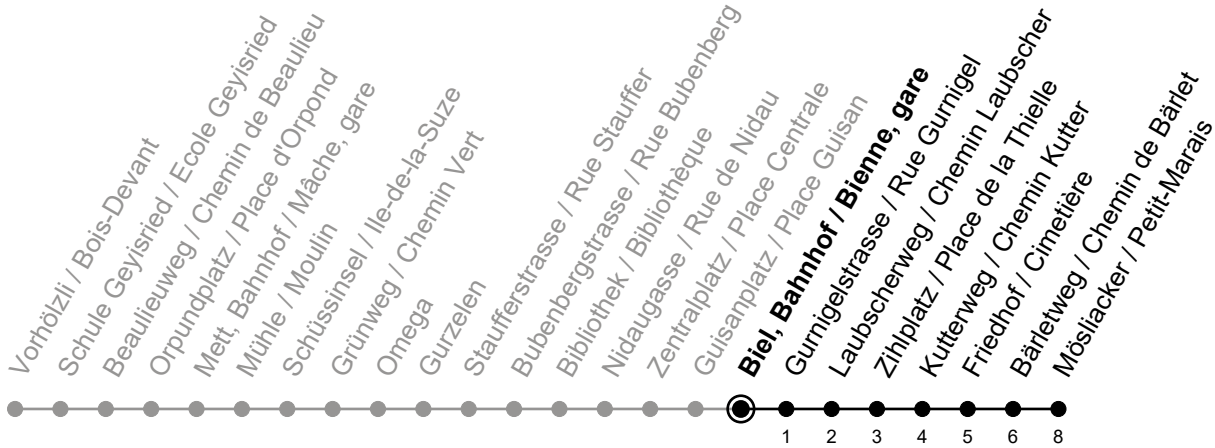 Vorhölzli / Bois-Devant
Schule Geyisried / Ecole Geyisried
Beaulieuweg / Chemin de Beaulieu
Orpundplatz / Place d'Orpond
Mett, Bahnhof / Mâche, gare
Mühle / Moulin
Schüssinsel / Ile-de-la-Suze
Grünweg / Chemin Vert
Omega
Gurzelen
Staufferstrasse / Rue Stauffer
Bubenbergstrasse / Rue Bubenberg
Bibliothek / Bibliothèque
Nidaugasse / Rue de Nidau
Zentralplatz / Place Centrale
Guisanplatz / Place Guisan
Biel, Bahnhof / Bienne, gare
Gurnigelstrasse / Rue Gurnigel
Laubscherweg / Chemin Laubscher
Zihlplatz / Place de la Thielle
Kutterweg / Chemin Kutter
Friedhof / Cimetière
Bärletweg / Chemin de Bärlet
Mösliacker / Petit-Marais
1 2 3 4 5 6 8